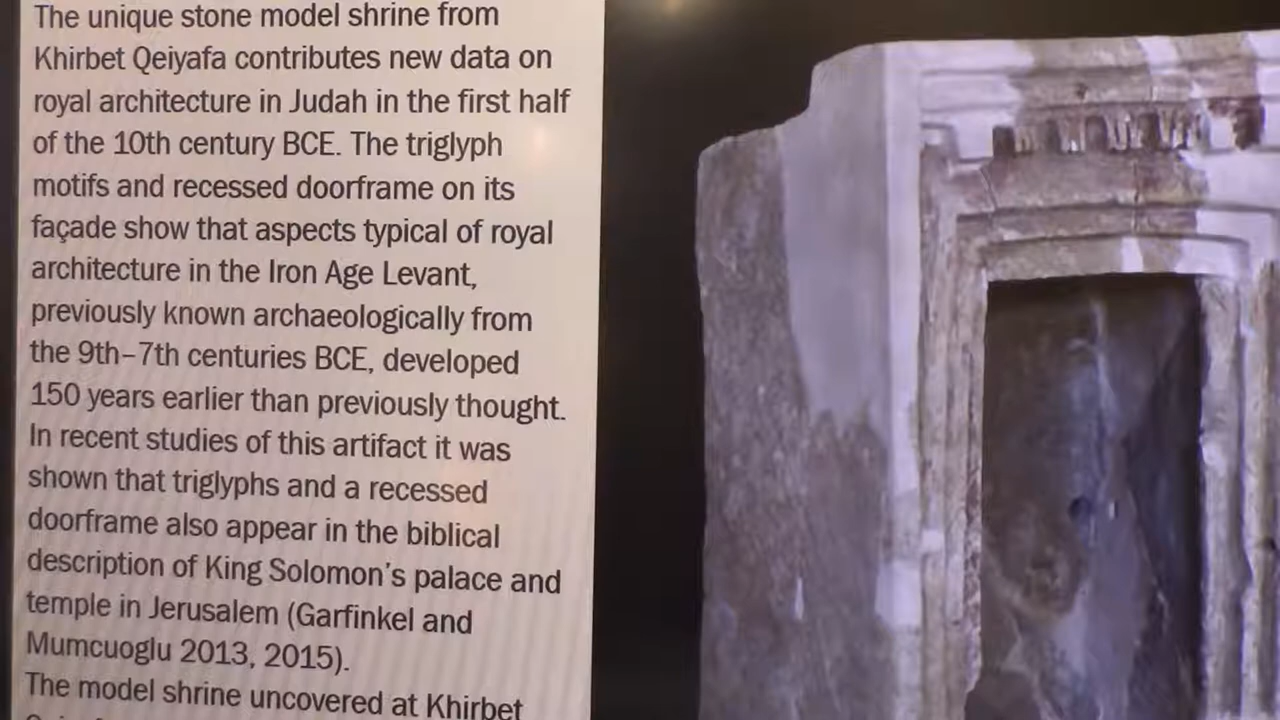 The unique stone model shrine from
Khirbet Qeiyafa contributes new data on
royal architecture in Judah in the first half
of the 10th century BCE. The triglyph
motifs and recessed doorframe on its
façade show that aspects typical of royal
architecture in the Iron Age Levant,
previously known archaeologically from
the 9th–7th centuries BCE, developed
150 years earlier than previously thought.
In recent studies of this artifact it was
shown that triglyphs and a recessed
doorframe also appear in the biblical
description of King Solomon's palace and
temple in Jerusalem (Garfinkel and
Mumcuoglu 2013, 2015).
The model shrine uncovered at Khirbet